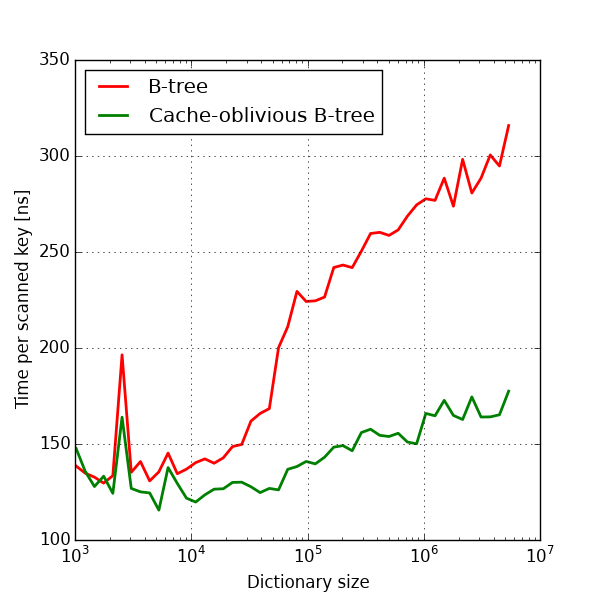 350
B-tree
Cache-oblivious B-tree
300
250
200
150
100
Time per scanned key [ns]
10³ 10⁴ 10⁵ 10⁶ 10⁷
Dictionary size